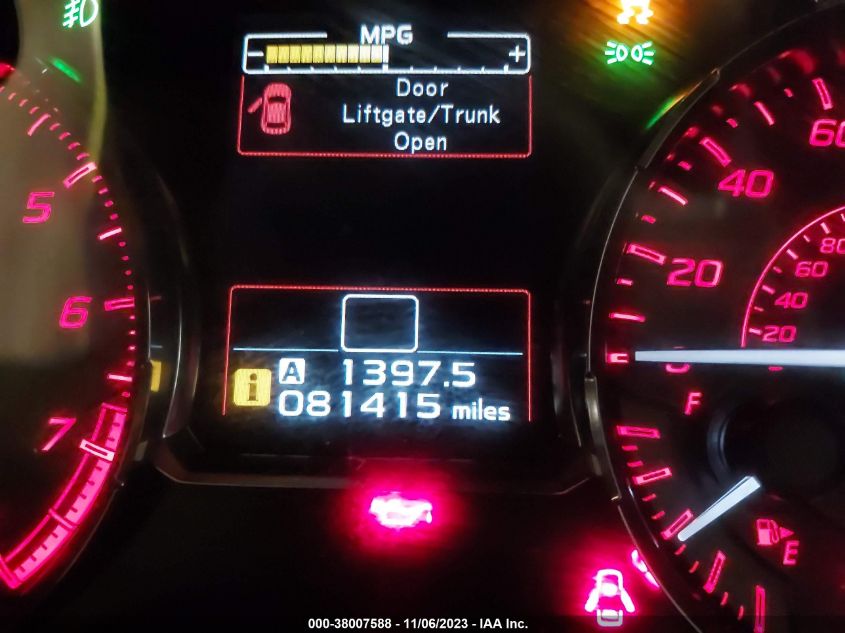 MPG
- +
Door
Liftgate/Trunk
Open
60
40
20
0
80
60
40
20
5
6
7
A 1397.5
i 081415 miles
F
E
000-38007588 - 11/06/2023 - IAA Inc.